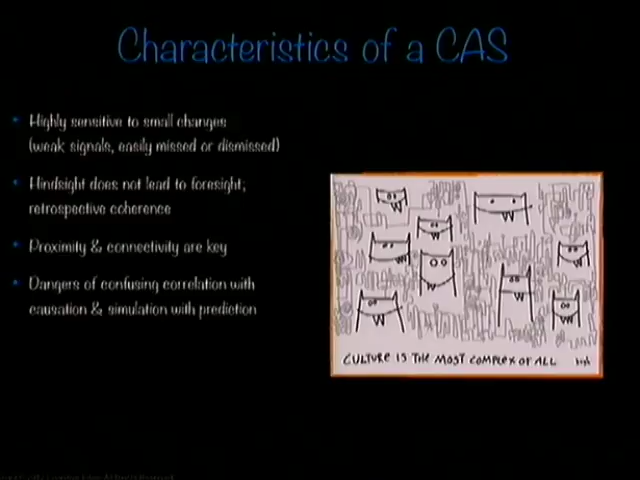 Characteristics of a CAS
• Highly sensitive to small changes
(weak signals, easily missed or dismissed)
• Hindsight does not lead to foresight;
retrospective coherence
• Proximity & connectivity are key
• Dangers of confusing correlation with
causation & simulation with prediction
CULTURE IS THE MOST COMPLEX OF ALL